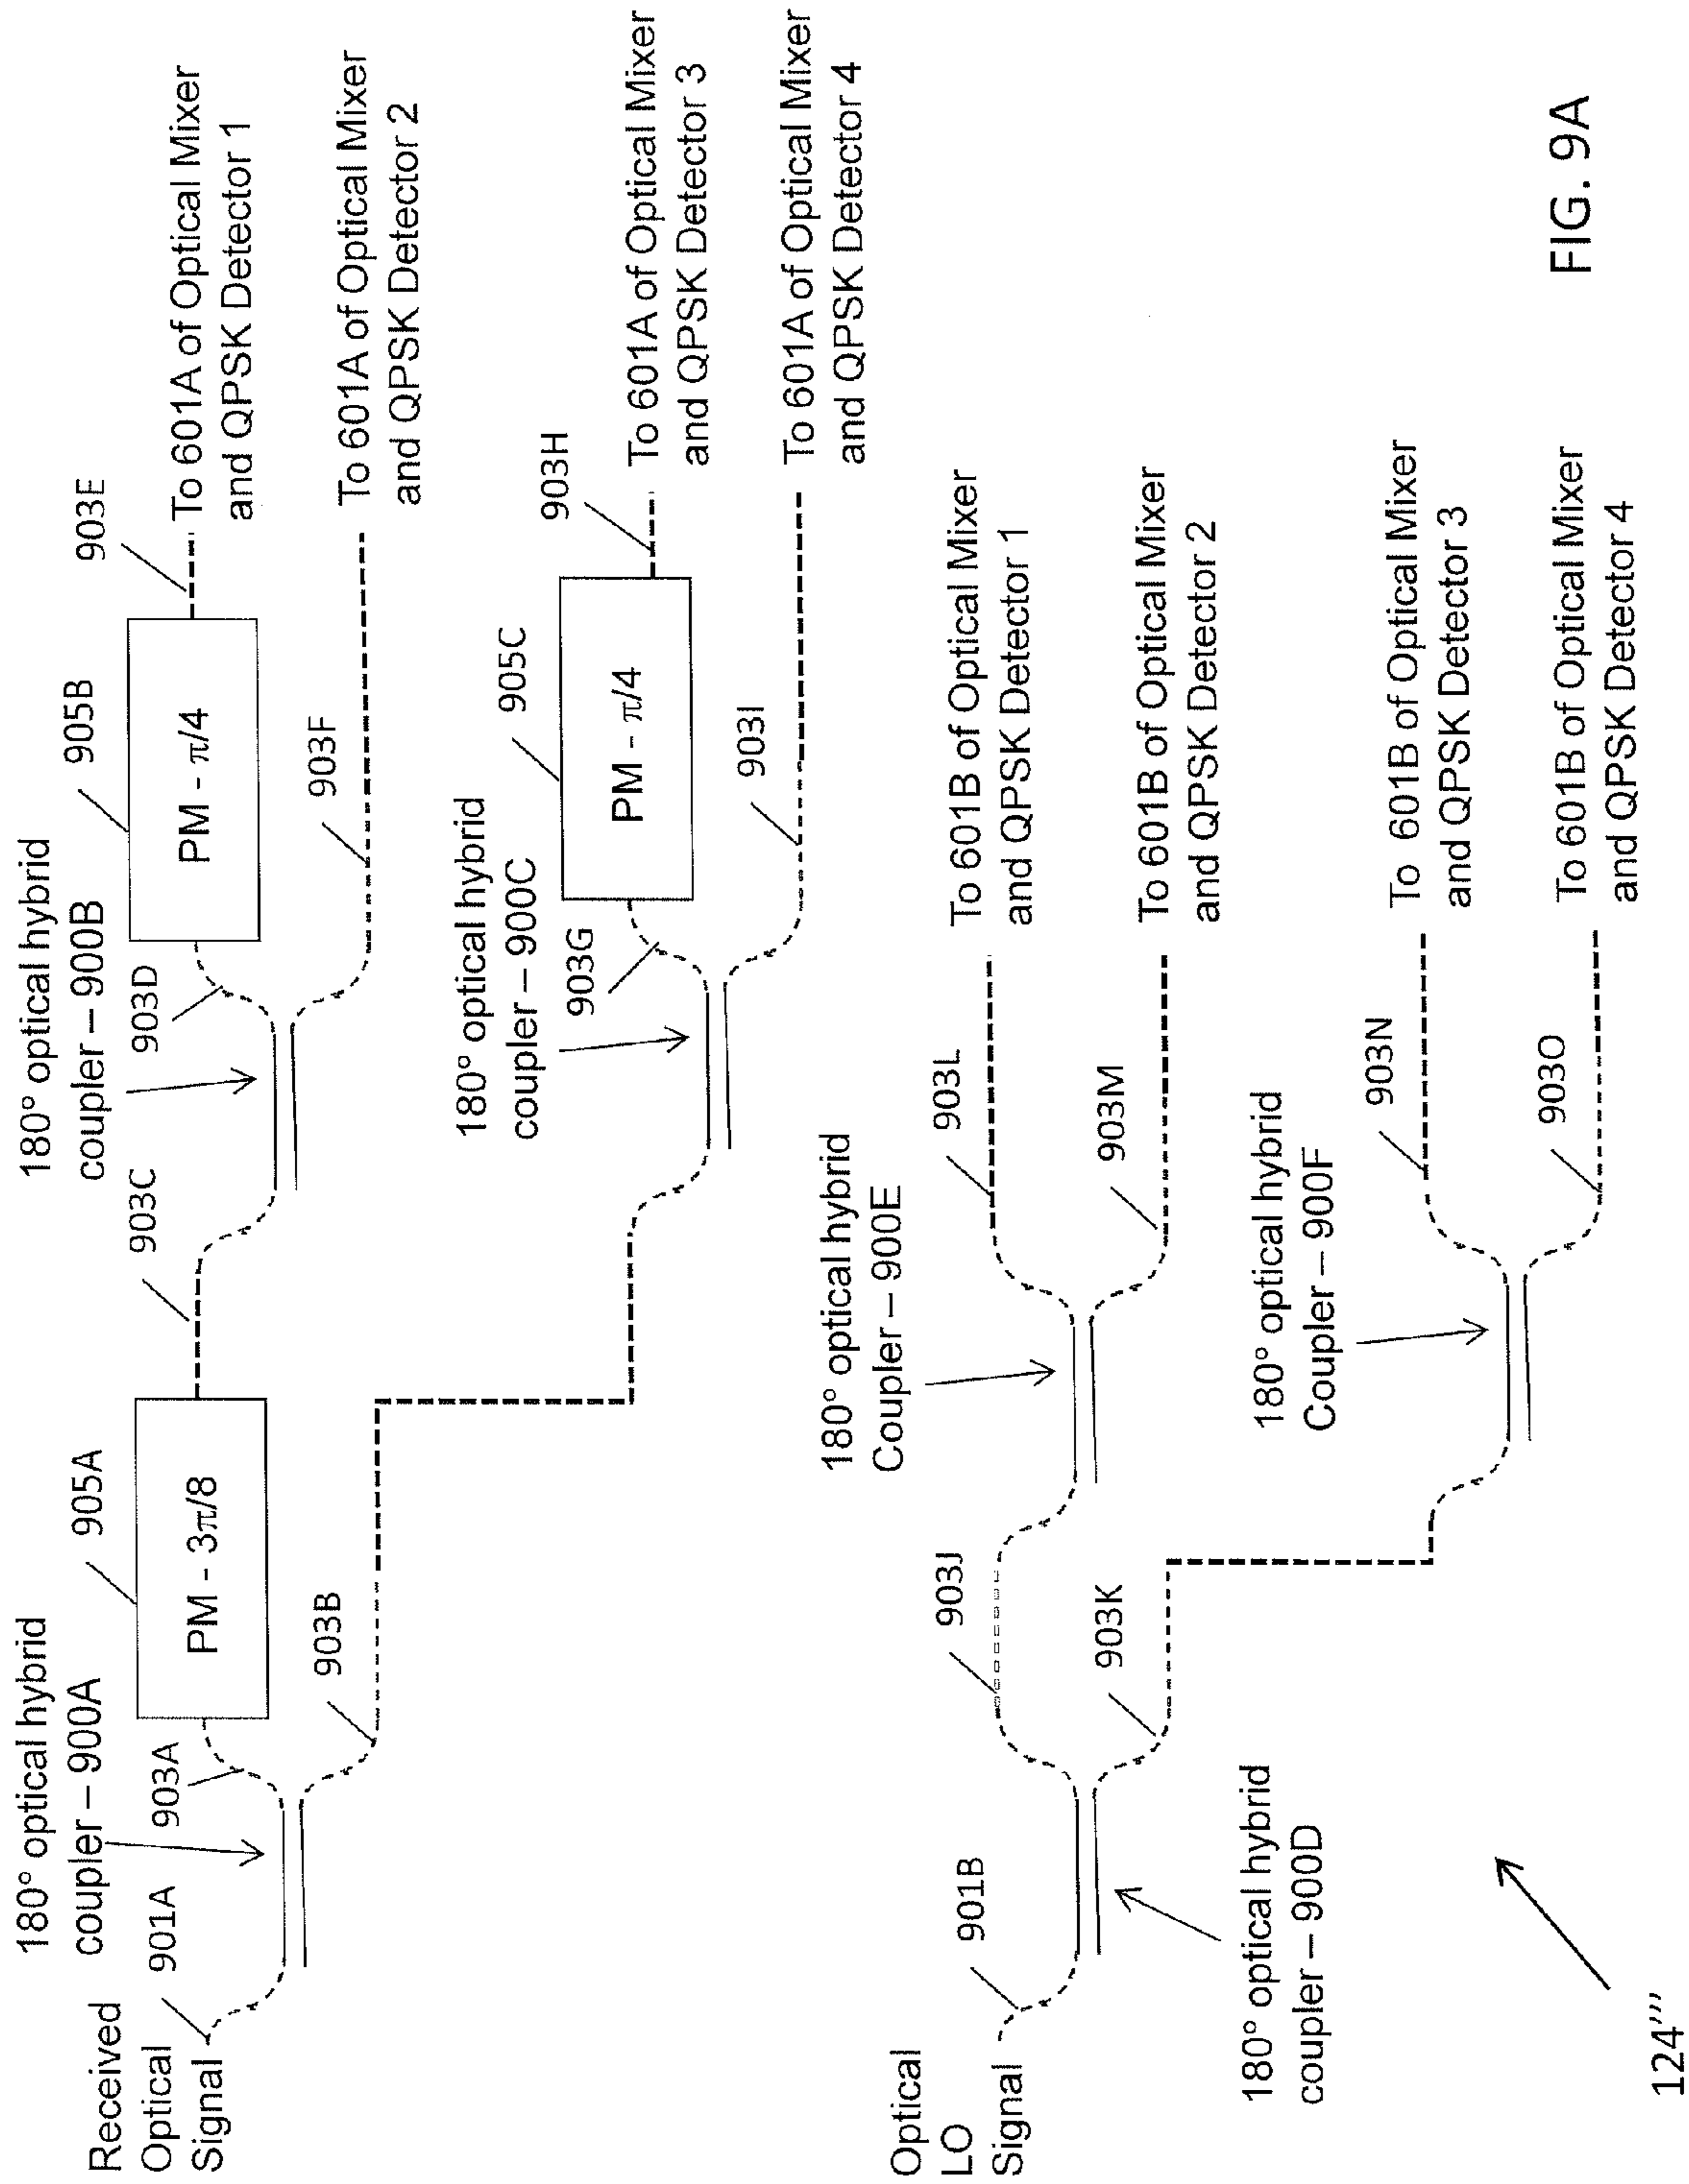 180° optical hybrid
coupler – 900A
905A
Received
Optical
Signal
901A
903A
PM - 3π/8
903B
903C
180° optical hybrid
coupler – 900B
903D
905B
PM - π/4
903E
903F
To 601A of Optical Mixer
and QPSK Detector 1
To 601A of Optical Mixer
and QPSK Detector 2
180° optical hybrid
coupler – 900C
903G
905C
PM - π/4
903H
903I
To 601A of Optical Mixer
and QPSK Detector 3
To 601A of Optical Mixer
and QPSK Detector 4
Optical
LO
Signal
901B
180° optical hybrid
coupler – 900D
903J
903K
180° optical hybrid
Coupler – 900E
903L
903M
To 601B of Optical Mixer
and QPSK Detector 1
To 601B of Optical Mixer
and QPSK Detector 2
180° optical hybrid
Coupler – 900F
903N
903O
To 601B of Optical Mixer
and QPSK Detector 3
To 601B of Optical Mixer
and QPSK Detector 4
124'''
FIG. 9A